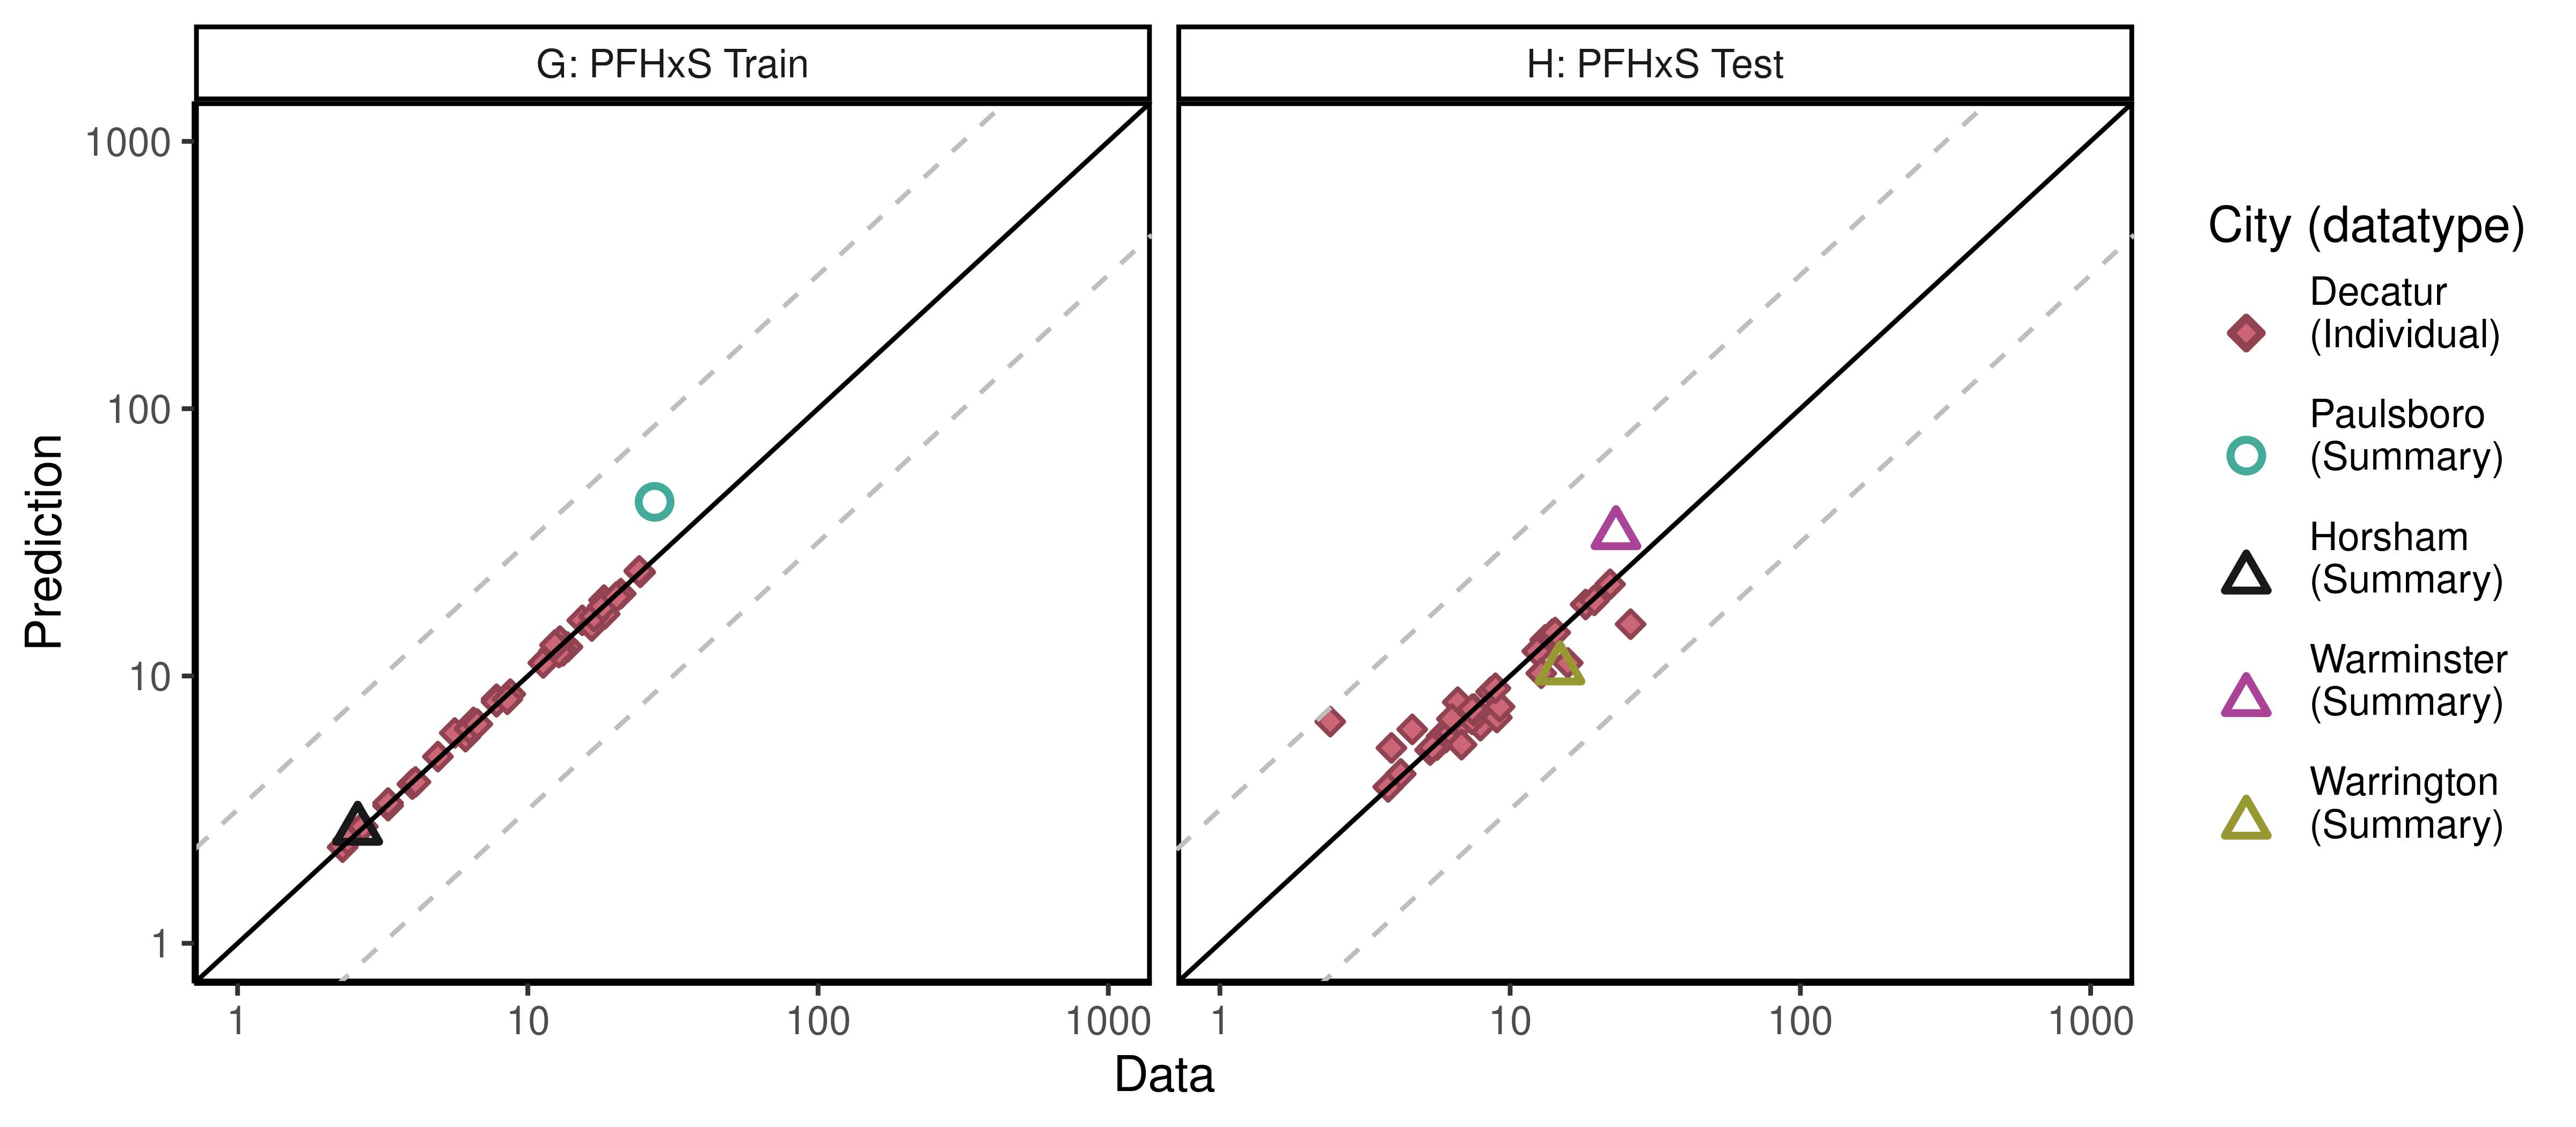 G: PFHxS Train
H: PFHxS Test
1000
100
10
1
Prediction
1
10
100
1000
1
10
100
1000
Data
City (datatype)
Decatur
(Individual)
Paulsboro
(Summary)
Horsham
(Summary)
Warminster
(Summary)
Warrington
(Summary)